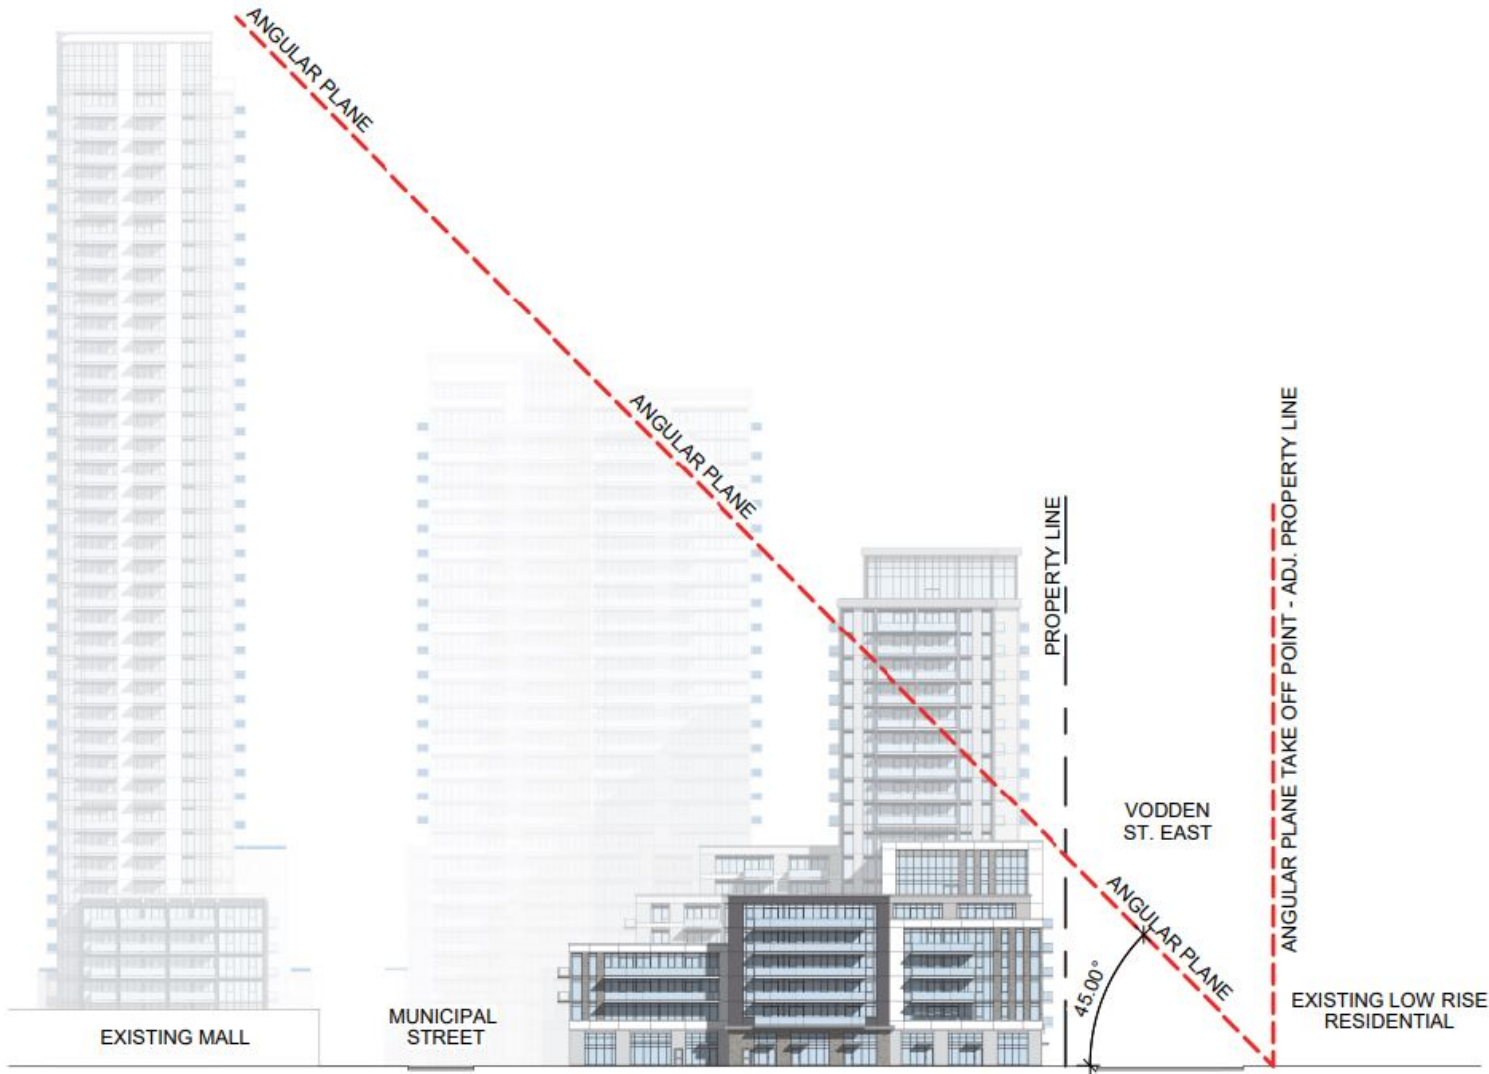 ANGULAR PLANE
ANGULAR PLANE
PROPERTY LINE
ANGULAR PLANE TAKE OFF POINT - ADJ. PROPERTY LINE
VODDEN
ST. EAST
ANGULAR PLANE
45.00°
EXISTING LOW RISE
RESIDENTIAL
MUNICIPAL
STREET
EXISTING MALL